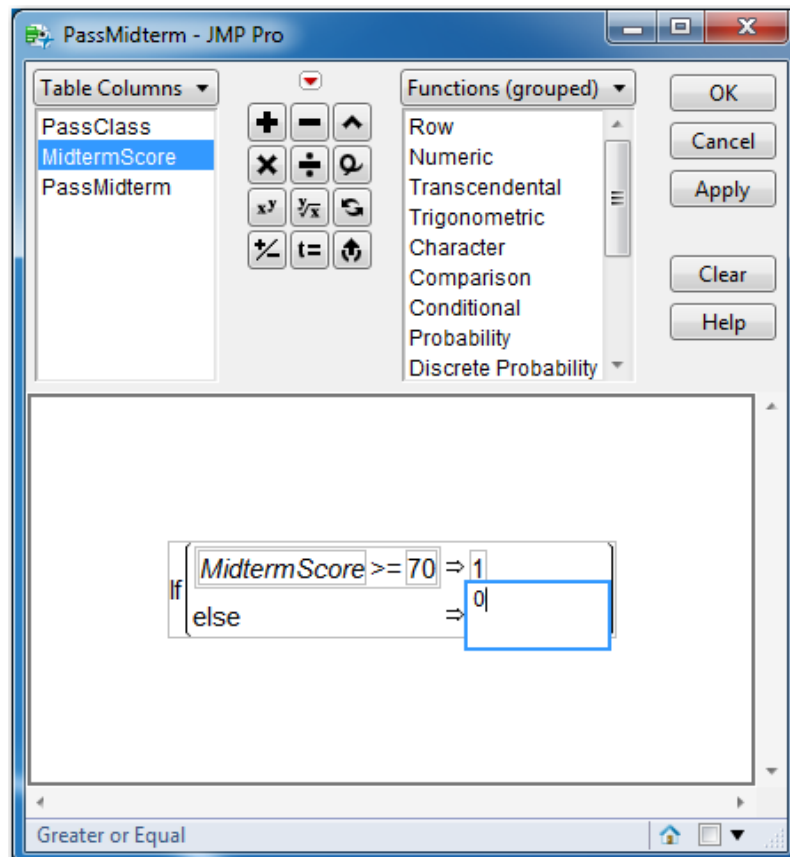 PassMidterm - JMP Pro
Table Columns
PassClass
MidtermScore
PassMidterm
xʸ
ʸ√x
t=
Functions (grouped)
Row
Numeric
Transcendental
Trigonometric
Character
Comparison
Conditional
Probability
Discrete Probability
OK
Cancel
Apply
Clear
Help
If
MidtermScore >= 70 ⇒ 1
else ⇒ 0
Greater or Equal